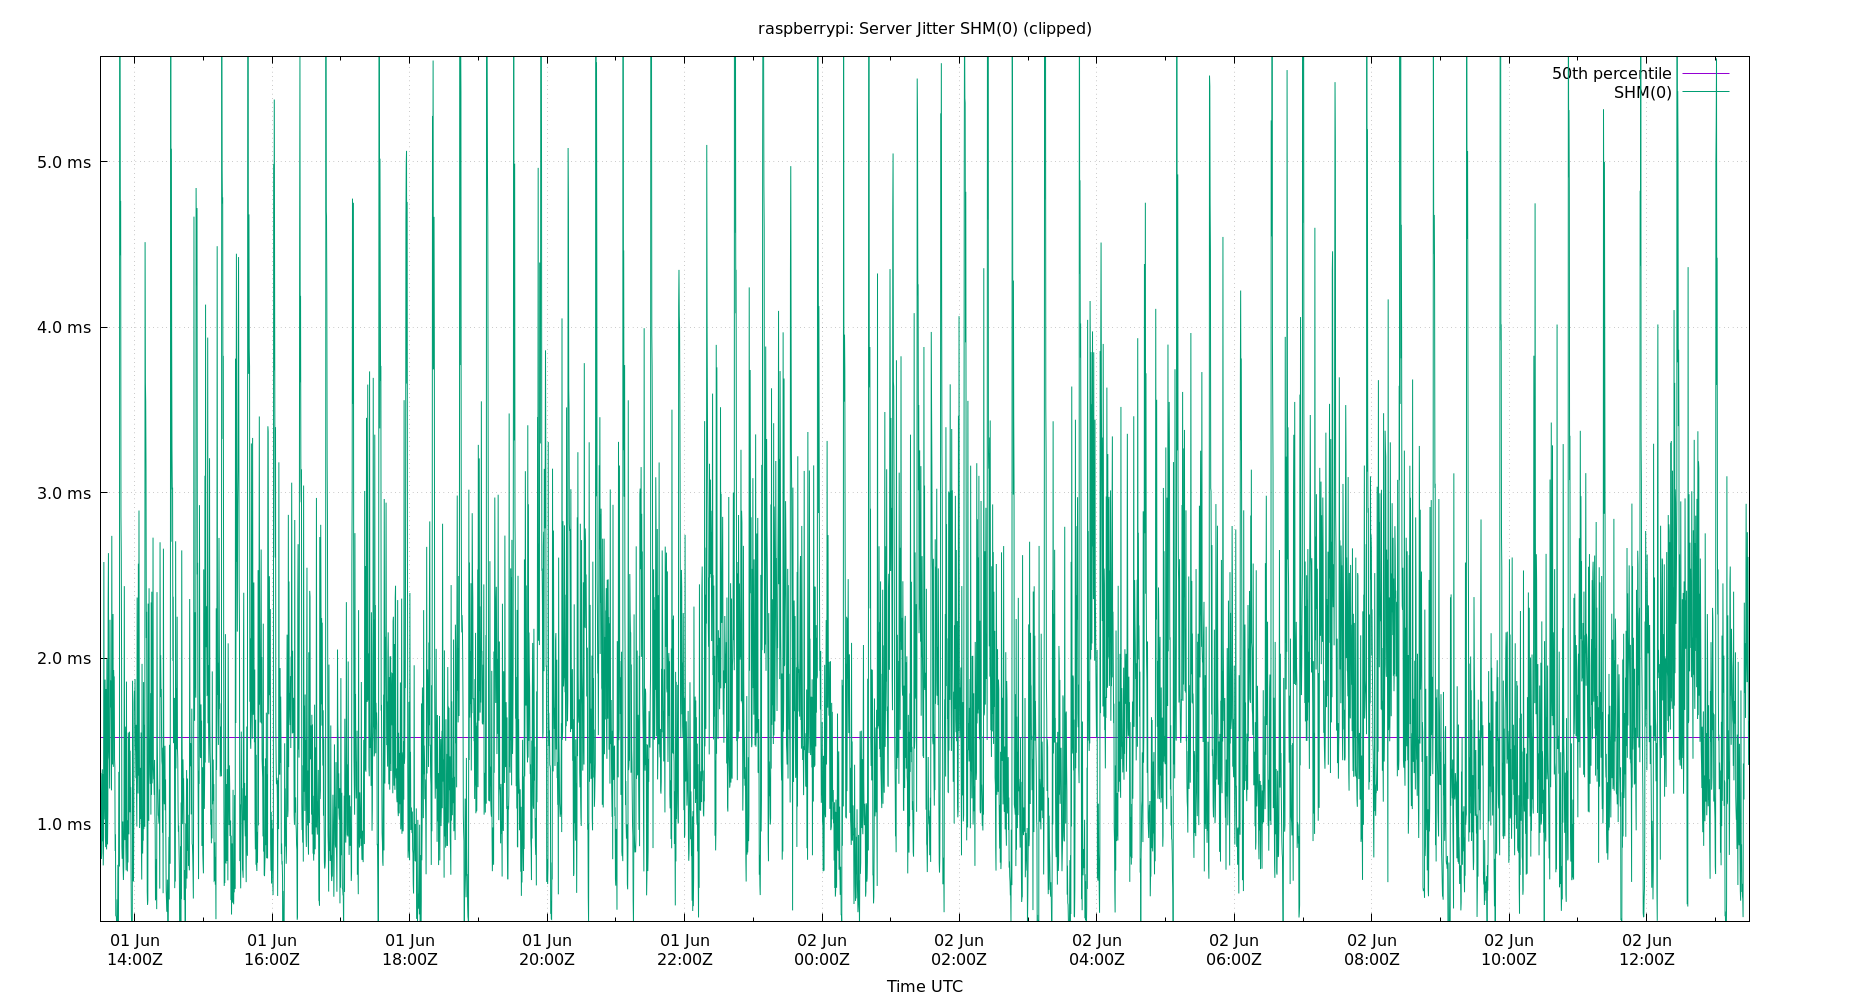 raspberrypi: Server Jitter SHM(0) (clipped)
50th percentile
SHM(0)
5.0 ms
4.0 ms
3.0 ms
2.0 ms
1.0 ms
01 Jun 01 Jun 01 Jun 01 Jun 01 Jun 02 Jun 02 Jun 02 Jun 02 Jun 02 Jun 02 Jun 02 Jun
14:00Z 16:00Z 18:00Z 20:00Z 22:00Z 00:00Z 02:00Z 04:00Z 06:00Z 08:00Z 10:00Z 12:00Z
Time UTC